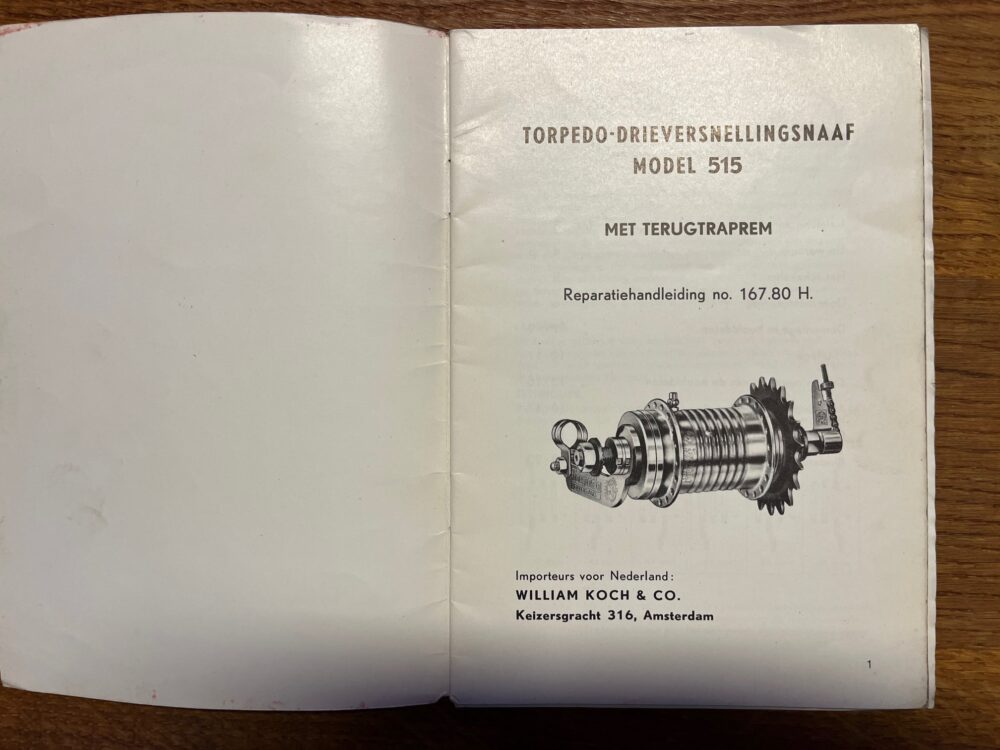 TORPEDO-DRIEVERSNELLINGSNAAF
MODEL 515
MET TERUGTRAPREM
Reparatiehandleiding no. 167.80 H.
Importeurs voor Nederland:
WILLIAM KOCH & CO.
Keizersgracht 316, Amsterdam
1